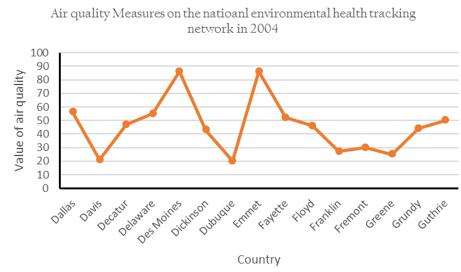 Air quality Measures on the natioanl environmental health tracking
network in 2004
100
90
80
70
60
50
40
30
20
10
0
Value of air quality
Dallas
Davis
Decatur
Delaware
Des Moines
Dickinson
Dubuque
Emmet
Fayette
Floyd
Franklin
Fremont
Greene
Grundy
Guthrie
Country